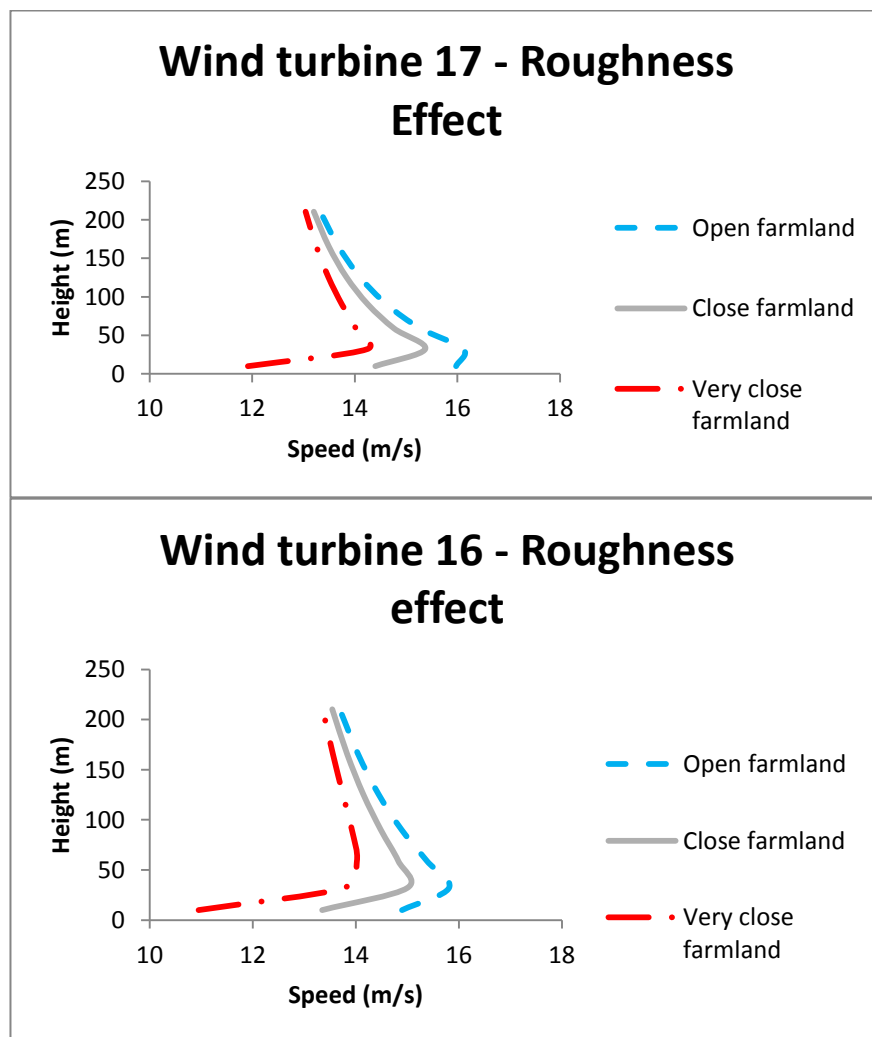 Wind turbine 17 - Roughness
Effect
250
200
150
100
50
0
Height (m)
10 12 14 16 18
Speed (m/s)
Open farmland
Close farmland
Very close
farmland
Wind turbine 16 - Roughness
effect
250
200
150
100
50
0
Height (m)
10 12 14 16 18
Speed (m/s)
Open farmland
Close farmland
Very close
farmland